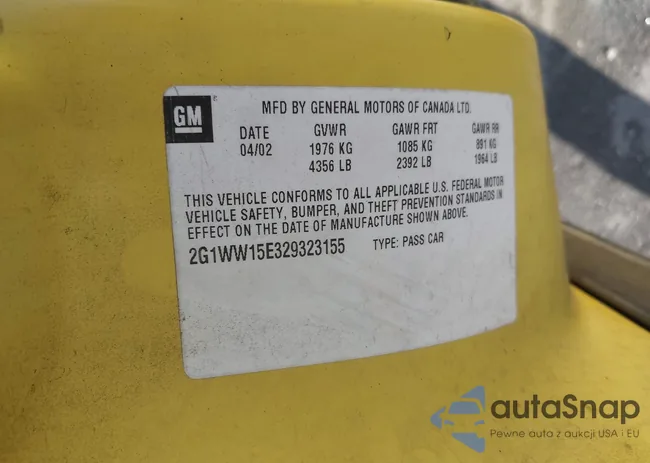 GM
MFD BY GENERAL MOTORS OF CANADA LTD.
DATE GVWR GAWR FRT GAWR RR
04/02 1976 KG 1085 KG 891 KG
4356 LB 2392 LB 1964 LB
THIS VEHICLE CONFORMS TO ALL APPLICABLE U.S. FEDERAL MOTOR
VEHICLE SAFETY, BUMPER, AND THEFT PREVENTION STANDARDS IN
EFFECT ON THE DATE OF MANUFACTURE SHOWN ABOVE.
2G1WW15E329323155 TYPE: PASS CAR
autaSnap
Pewne auta z aukcji USA i EU